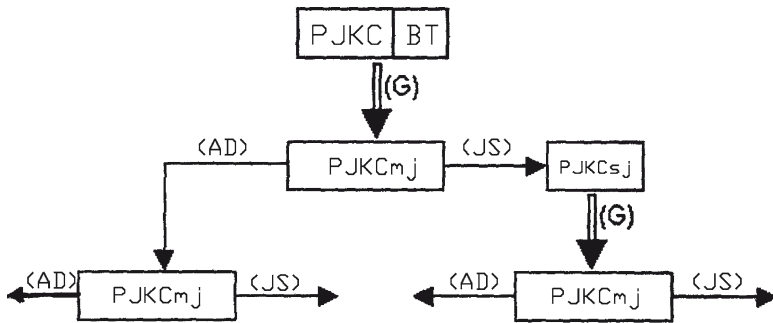 PJKC BT
(G)
(AD) PJKCmj (JS) PJKCsj
(G)
(AD) PJKCmj (JS) (AD) PJKCmj (JS)